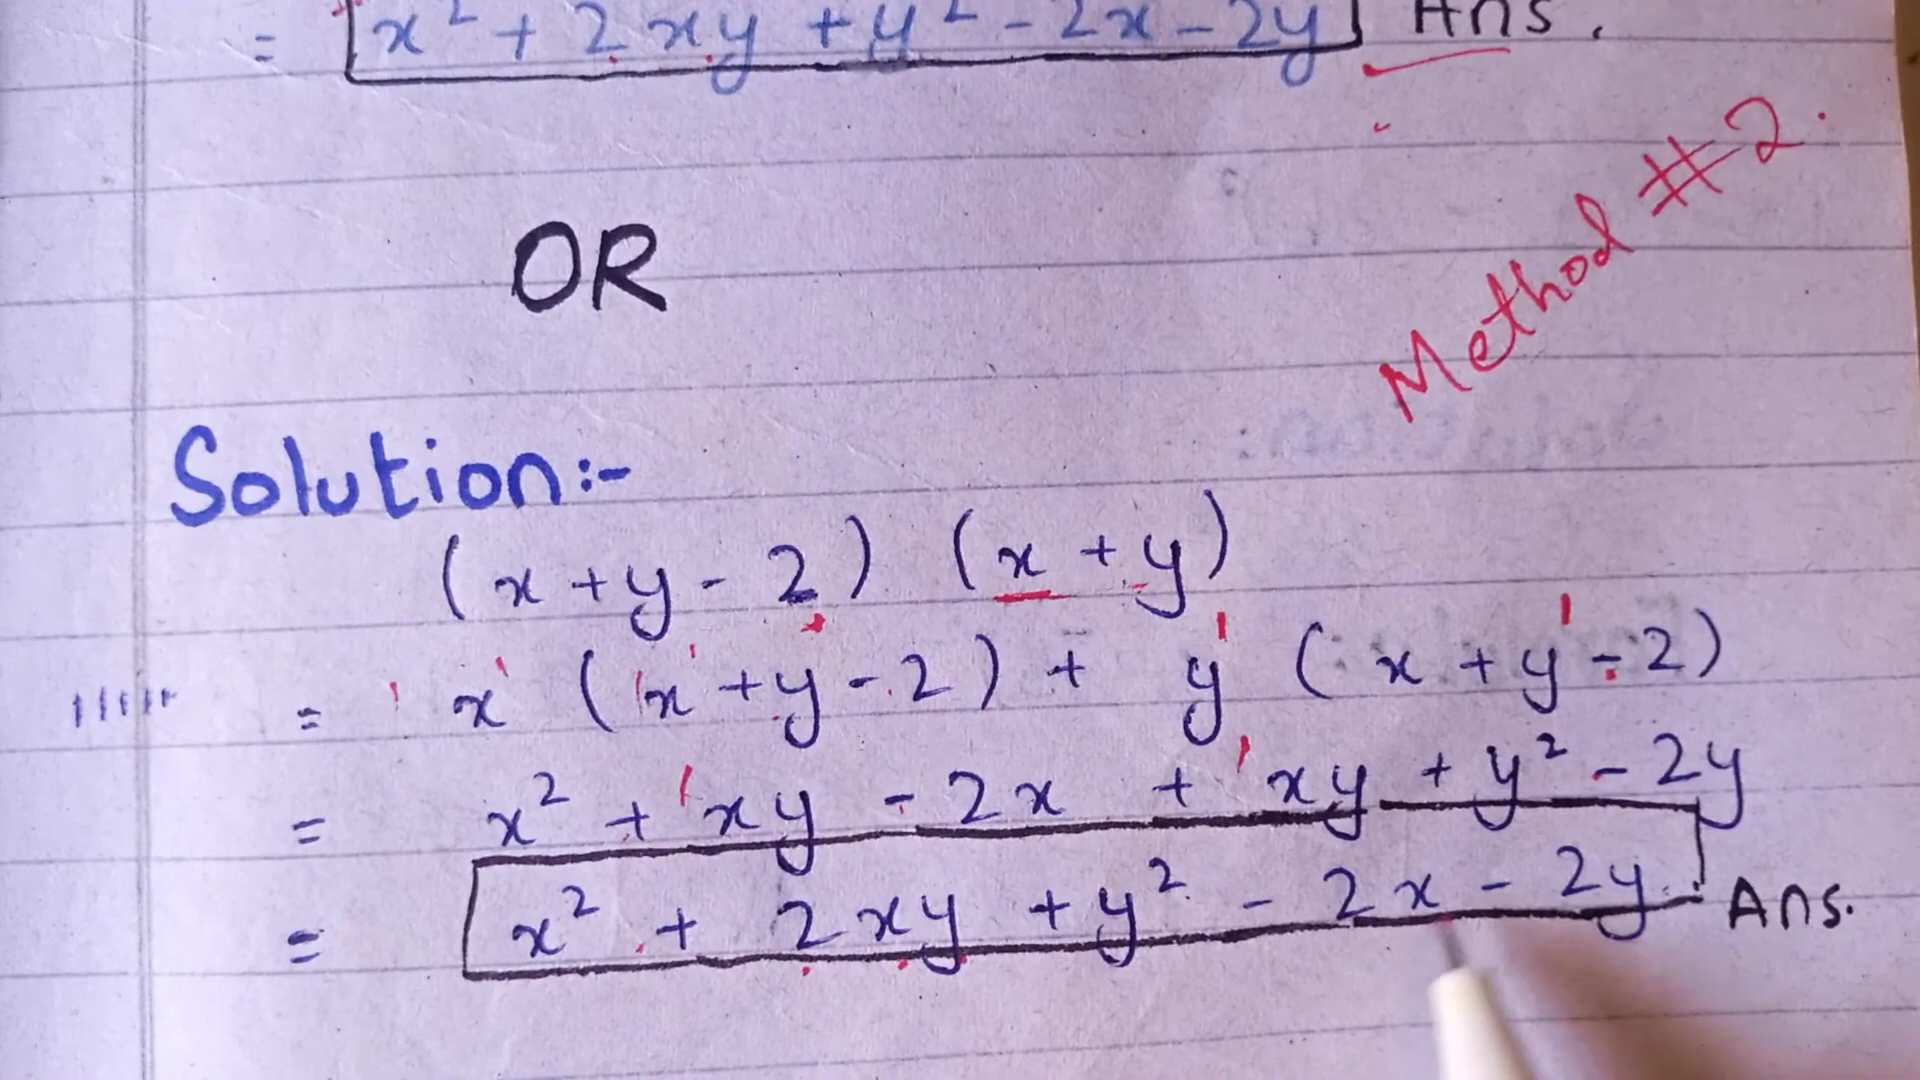 = x² + 2xy + y² - 2x - 2y Ans.
Method #2.
OR
Solution:-
(x+y-2) (x+y)
= x (x+y-2) + y (x+y-2)
= x² + xy - 2x + xy + y² - 2y
= x² + 2xy + y² - 2x - 2y Ans.